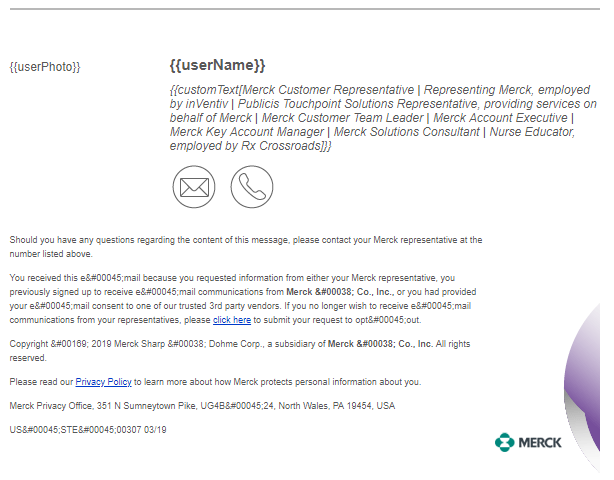 {{userPhoto}}
{{userName}}
{{customText[Merck Customer Representative | Representing Merck, employed
by inVentiv | Publicis Touchpoint Solutions Representative, providing services on
behalf of Merck | Merck Customer Team Leader | Merck Account Executive |
Merck Key Account Manager | Merck Solutions Consultant | Nurse Educator,
employed by Rx Crossroads]}}
Should you have any questions regarding the content of this message, please contact your Merck representative at the
number listed above.
You received this e&#00045;mail because you requested information from either your Merck representative, you
previously signed up to receive e&#00045;mail communications from Merck &#00038; Co., Inc., or you had provided
your e&#00045;mail consent to one of our trusted 3rd party vendors. If you no longer wish to receive e&#00045;mail
communications from your representatives, please click here to submit your request to opt&#00045;out.
Copyright &#00169; 2019 Merck Sharp &#00038; Dohme Corp., a subsidiary of Merck &#00038; Co., Inc. All rights
reserved.
Please read our Privacy Policy to learn more about how Merck protects personal information about you.
Merck Privacy Office, 351 N Sumneytown Pike, UG4B&#00045;24, North Wales, PA 19454, USA
US&#00045;STE&#00045;00307 03/19
MERCK